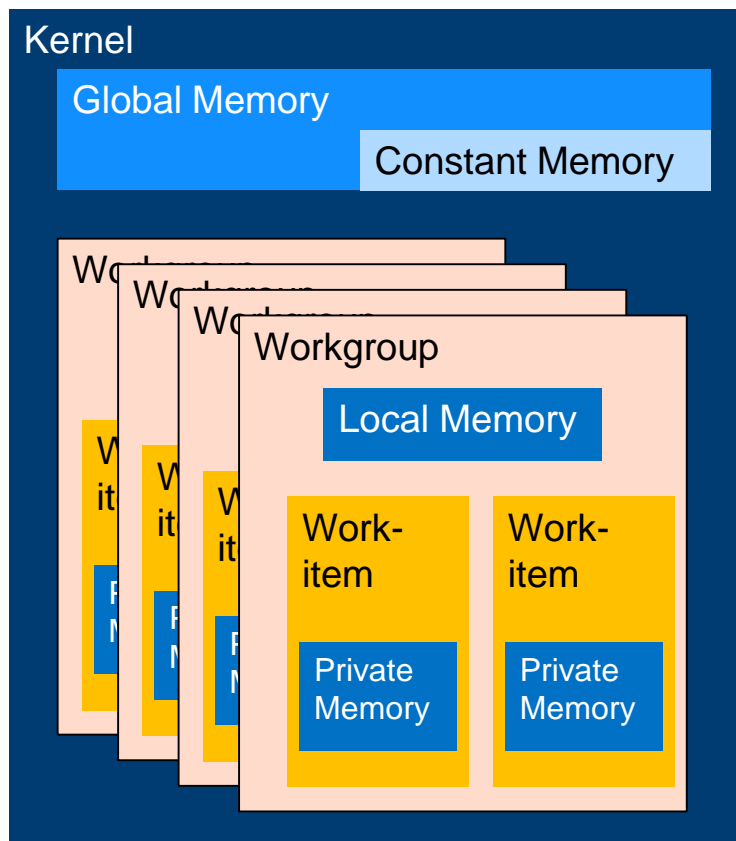 Kernel
Global Memory
Constant Memory
Workgroup
Local Memory
Work-
item
Work-
item
Private
Memory
Private
Memory